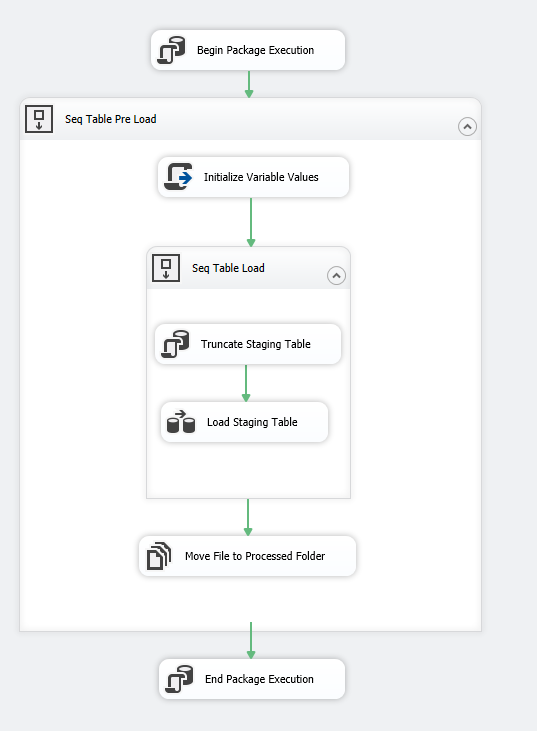 Begin Package Execution
Seq Table Pre Load
Initialize Variable Values
Seq Table Load
Truncate Staging Table
Load Staging Table
Move File to Processed Folder
End Package Execution